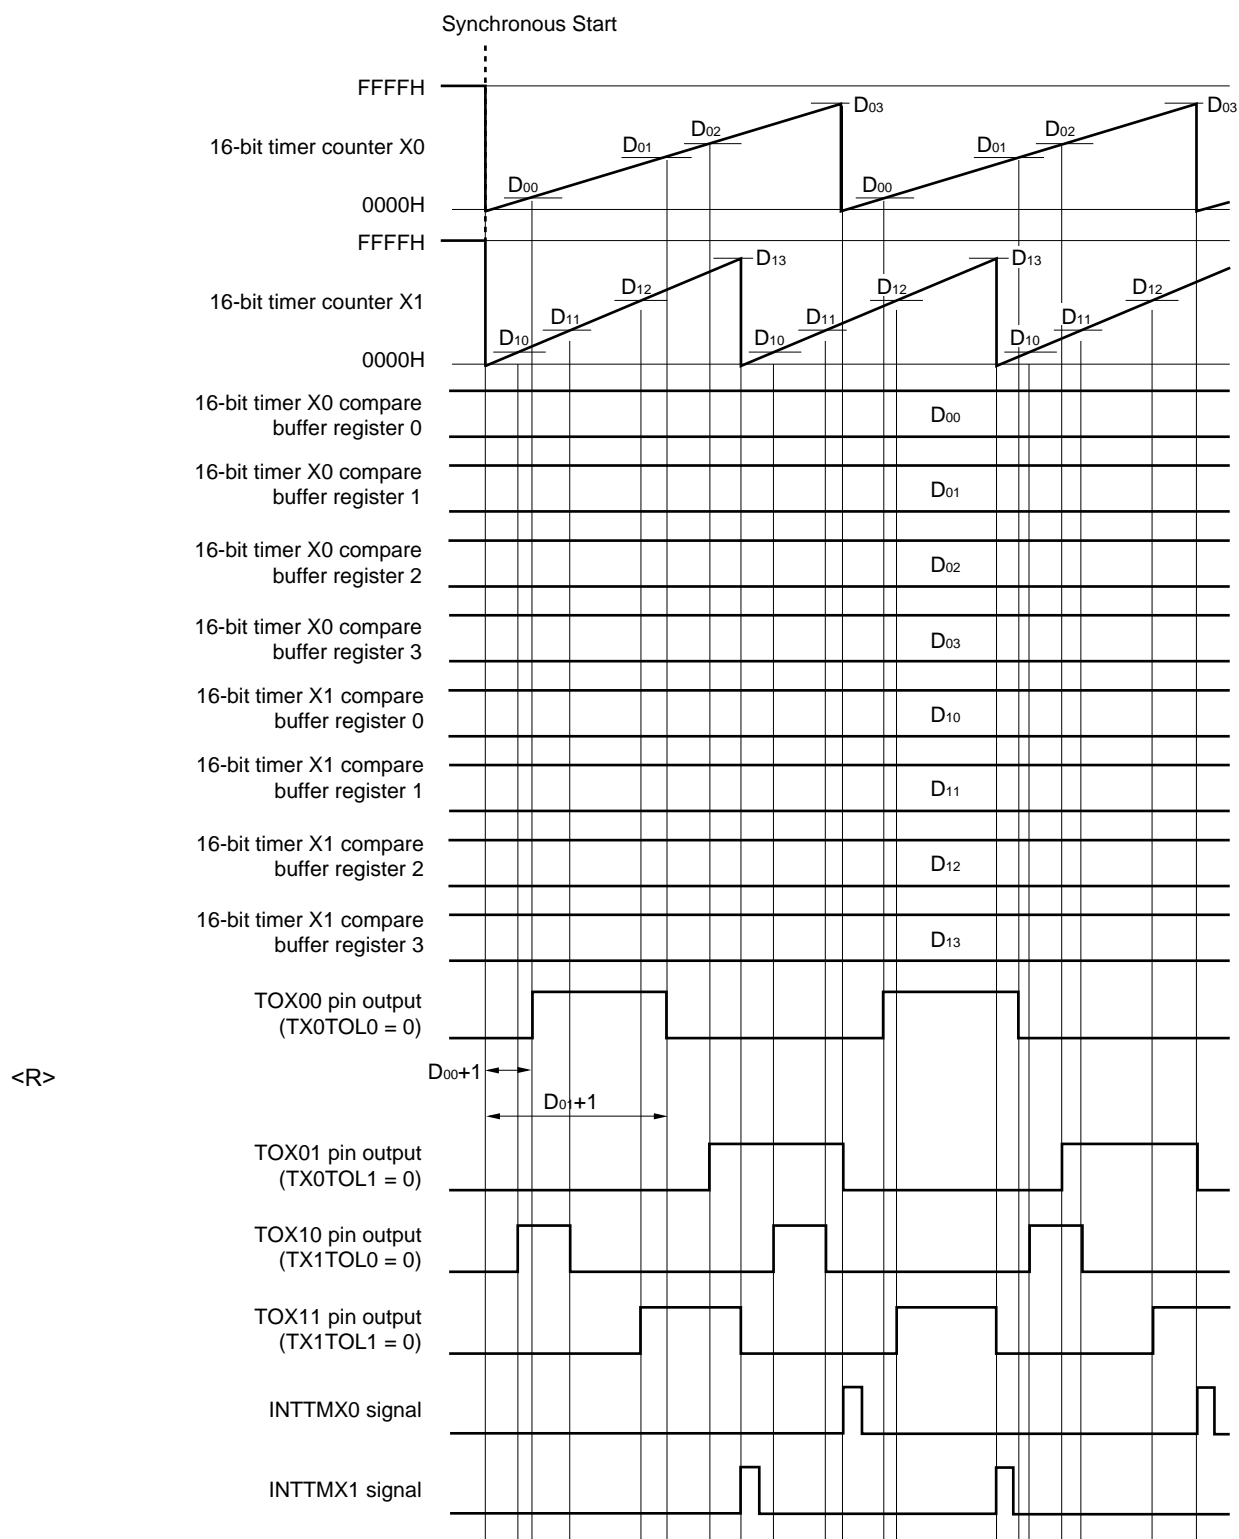 Synchronous Start
FFFFH
D03
D03
D02
D02
16-bit timer counter X0
D01
D01
D00
D00
0000H
FFFFH
D13
D13
16-bit timer counter X1
D12
D12
D12
D11
D11
D11
D10
D10
D10
0000H
16-bit timer X0 compare
buffer register 0
D00
16-bit timer X0 compare
buffer register 1
D01
16-bit timer X0 compare
buffer register 2
D02
16-bit timer X0 compare
buffer register 3
D03
16-bit timer X1 compare
buffer register 0
D10
16-bit timer X1 compare
buffer register 1
D11
16-bit timer X1 compare
buffer register 2
D12
16-bit timer X1 compare
buffer register 3
D13
TOX00 pin output
(TX0TOL0 = 0)
<R>
D00+1
D01+1
TOX01 pin output
(TX0TOL1 = 0)
TOX10 pin output
(TX1TOL0 = 0)
TOX11 pin output
(TX1TOL1 = 0)
INTTMX0 signal
INTTMX1 signal